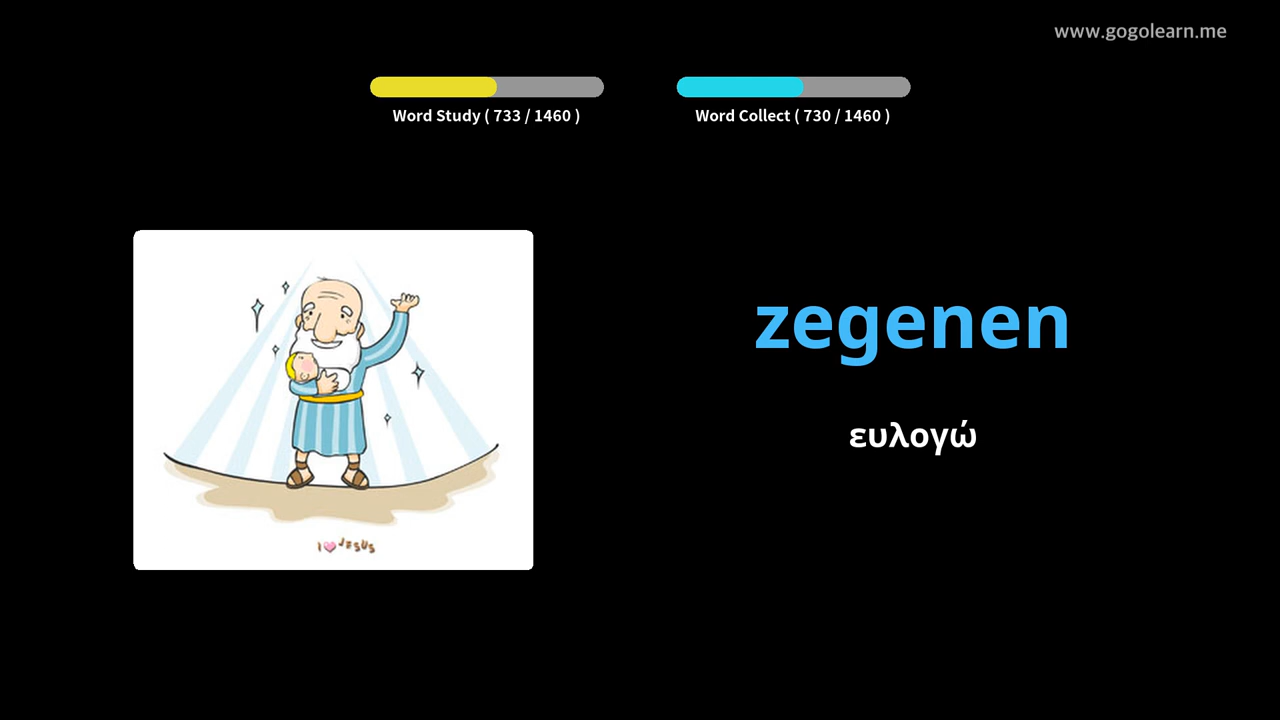 www.gogolearn.me
Word Study ( 733 / 1460 )
Word Collect ( 730 / 1460 )
zegenen
ευλογώ
I JESUS